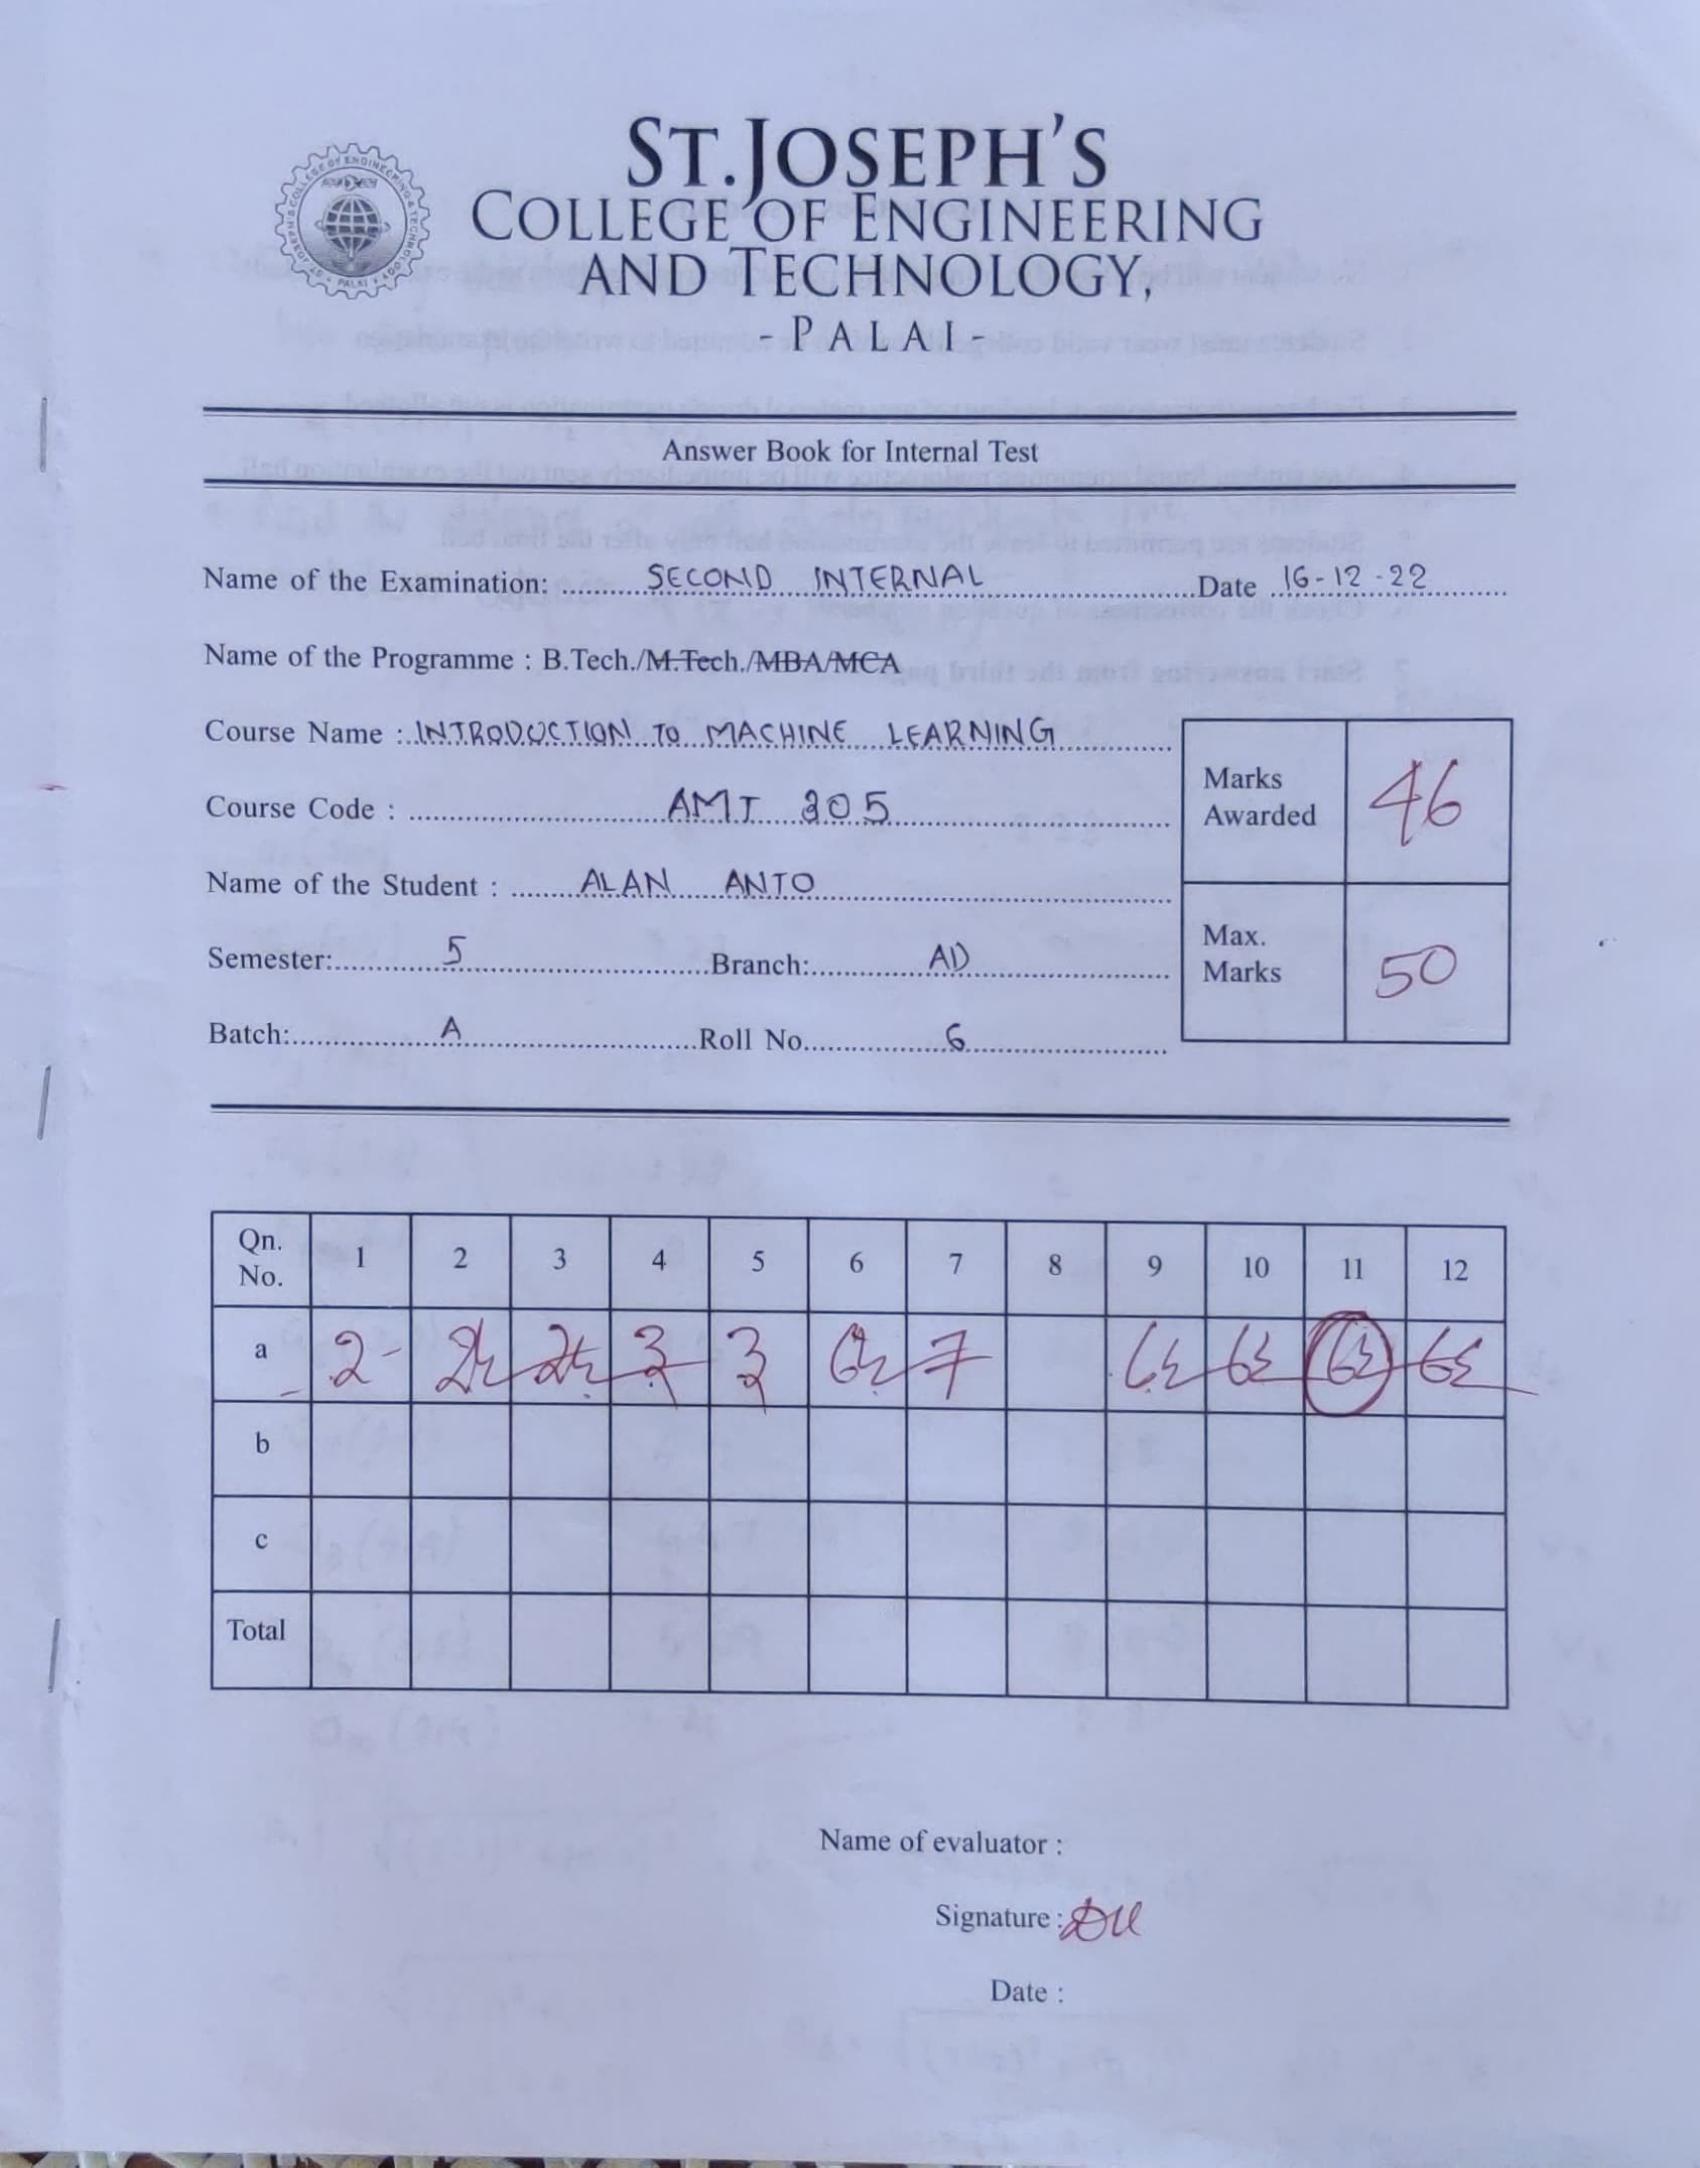 ST.JOSEPH'S
COLLEGE OF ENGINEERING
AND TECHNOLOGY,
- PALAI -
Answer Book for Internal Test
Name of the Examination: SECOND INTERNAL Date 16-12-22
Name of the Programme : B.Tech./M.Tech./MBA/MCA
Course Name : INTRODUCTION TO MACHINE LEARNING
Course Code : AMT 305
Name of the Student : ALAN ANTO
Semester: 5 Branch: AD
Batch: A Roll No. 6
Marks Awarded 46
Max. Marks 50
Qn. No. 1 2 3 4 5 6 7 8 9 10 11 12
a 2 2½ 2½ 3 3 6½ 7 6½ 6½ 6½ 6½
b
c
Total
Name of evaluator :
Signature :
Date :